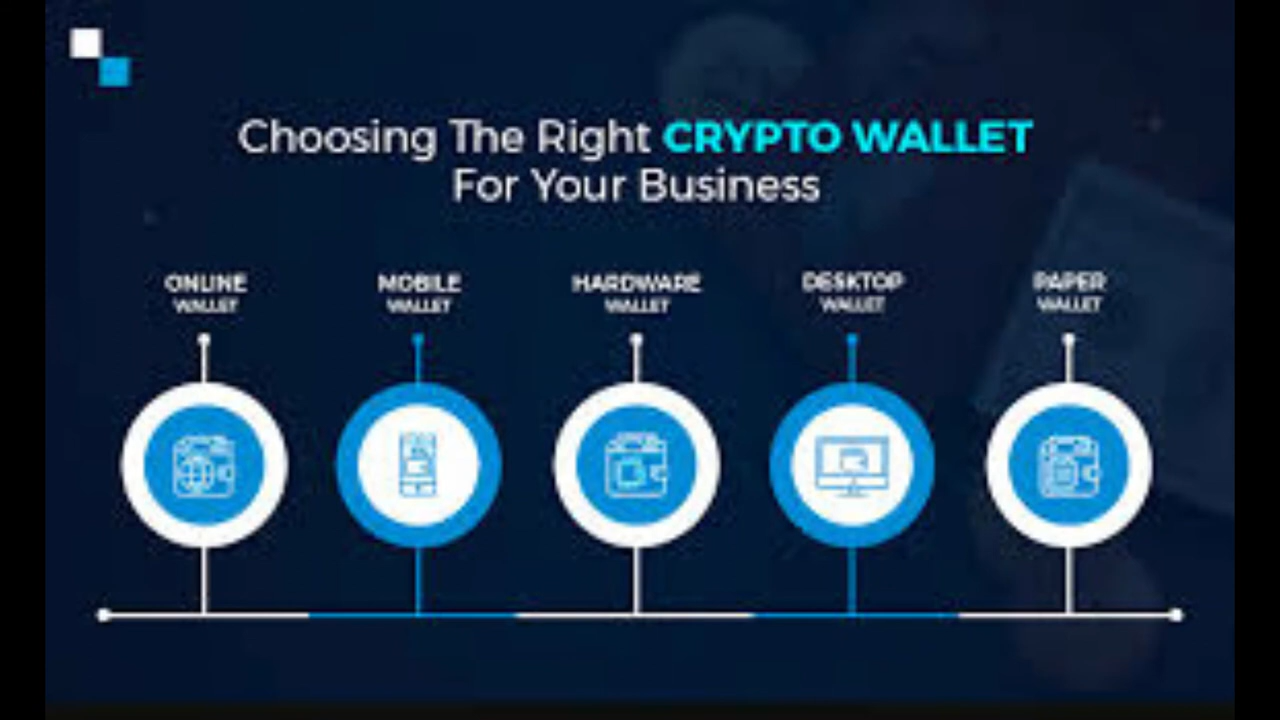 Choosing The Right CRYPTO WALLET
For Your Business
ONLINE
WALLET
MOBILE
WALLET
HARDWARE
WALLET
DESKTOP
WALLET
PAPER
WALLET